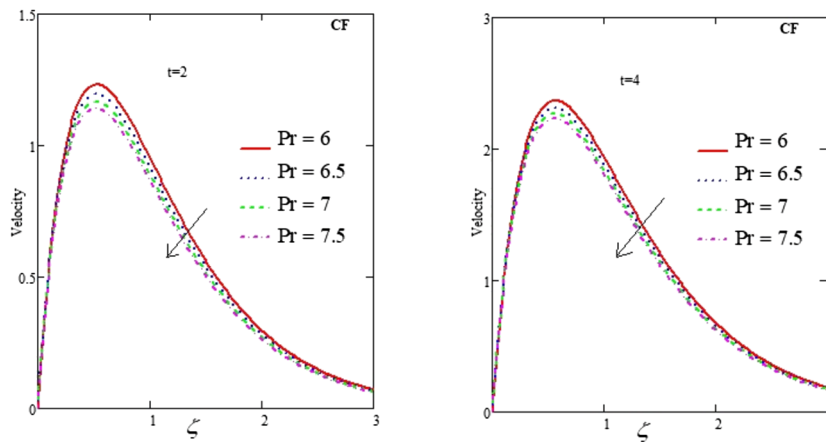 1.5
CF
t=2
Pr = 6
1
Pr = 6.5
Pr = 7
Pr = 7.5
Velocity
0.5
0
1
2
3
ζ
3
CF
t=4
Pr = 6
2
Pr = 6.5
Pr = 7
Pr = 7.5
Velocity
1
0
1
2
ζ